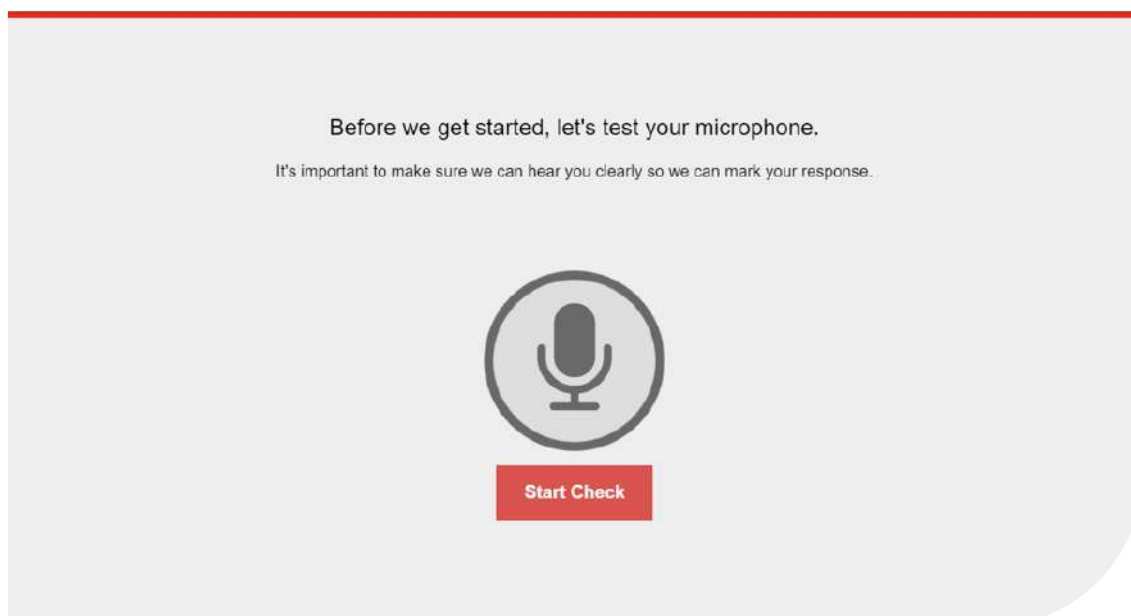 Before we get started, let's test your microphone.
It's important to make sure we can hear you clearly so we can mark your response.
Start Check